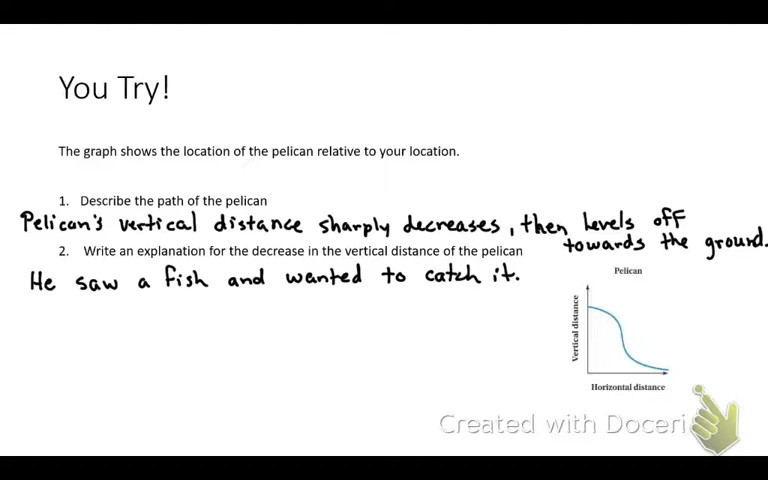 You Try!
The graph shows the location of the pelican relative to your location.
1. Describe the path of the pelican
Pelican's vertical distance sharply decreases, then levels off
towards the ground.
2. Write an explanation for the decrease in the vertical distance of the pelican
He saw a fish and wanted to catch it.
Pelican
Vertical distance
Horizontal distance
Created with Doceri